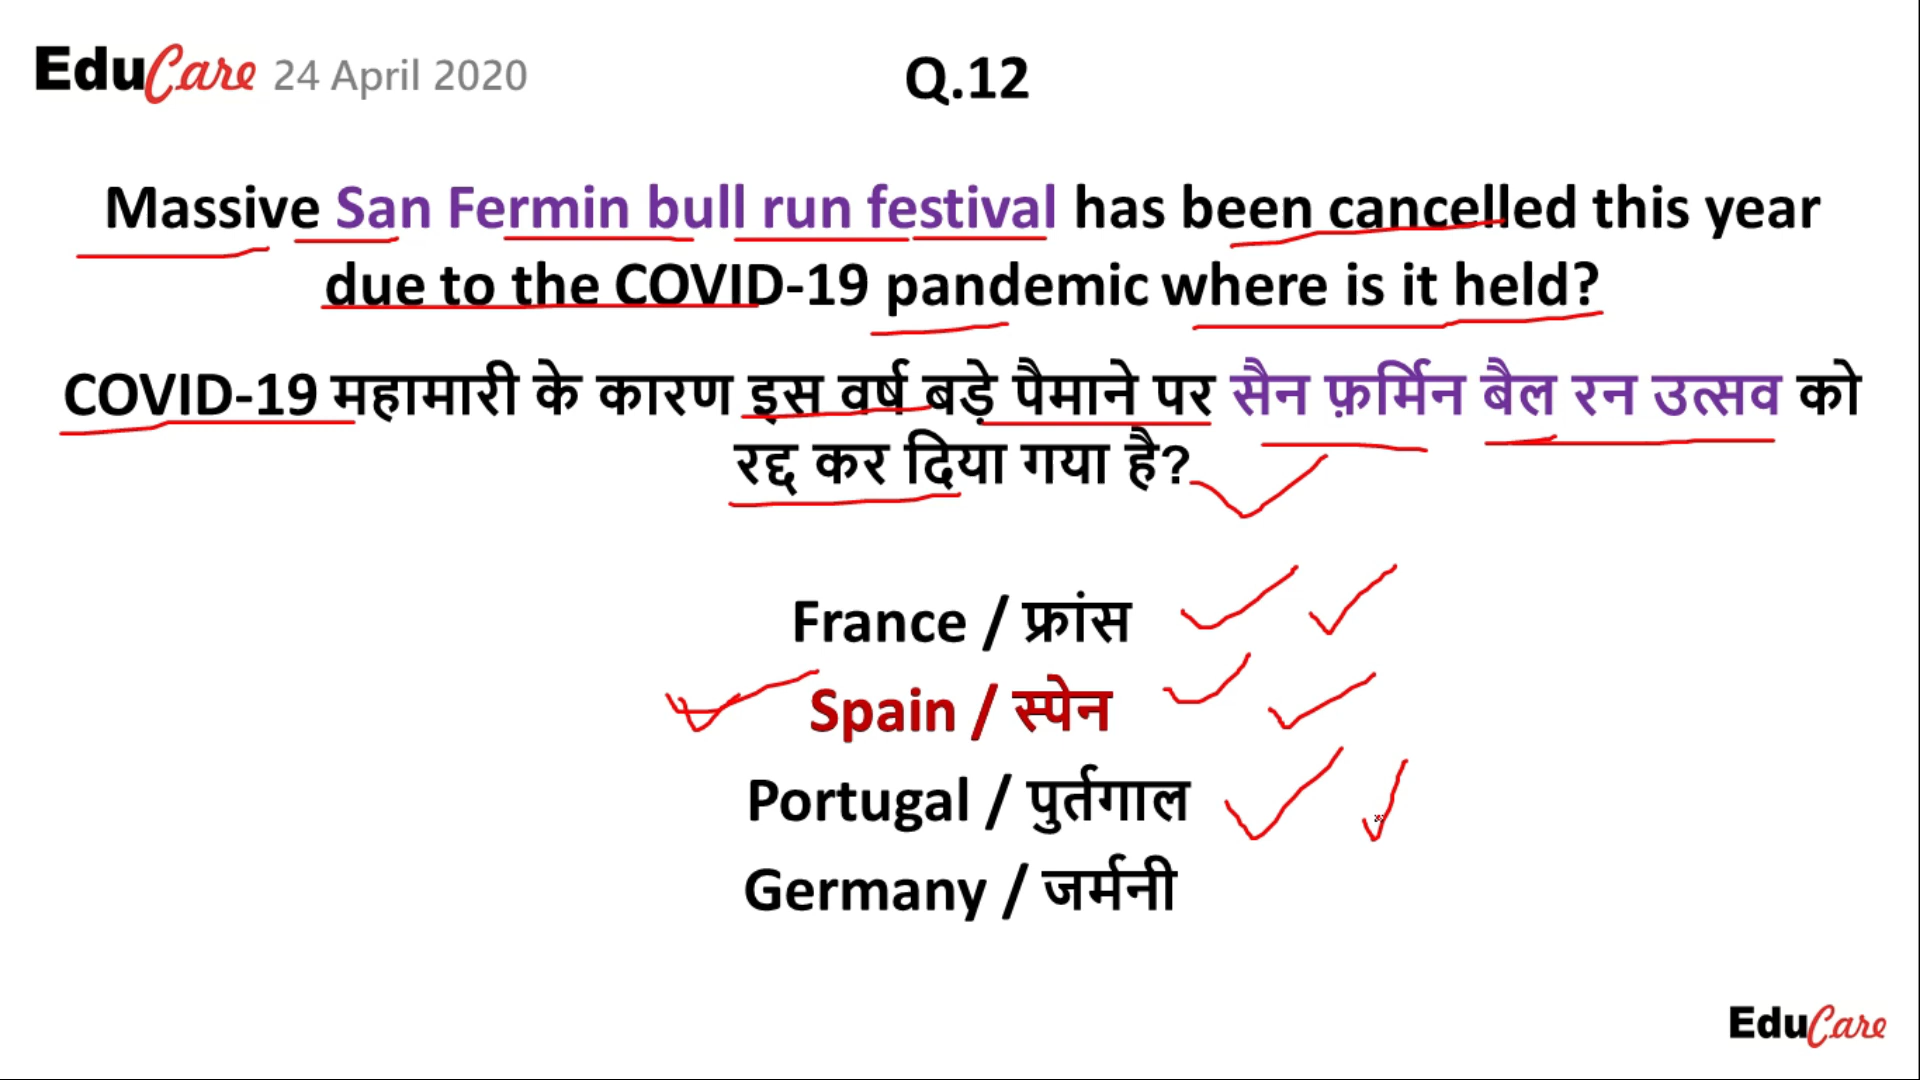 EduCare 24 April 2020
Q.12
Massive San Fermin bull run festival has been cancelled this year
due to the COVID-19 pandemic where is it held?
COVID-19 महामारी के कारण इस वर्ष बड़े पैमाने पर सैन फ़र्मिन बैल रन उत्सव को
रद्द कर दिया गया है?
France / फ्रांस
Spain / स्पेन
Portugal / पुर्तगाल
Germany / जर्मनी
EduCare